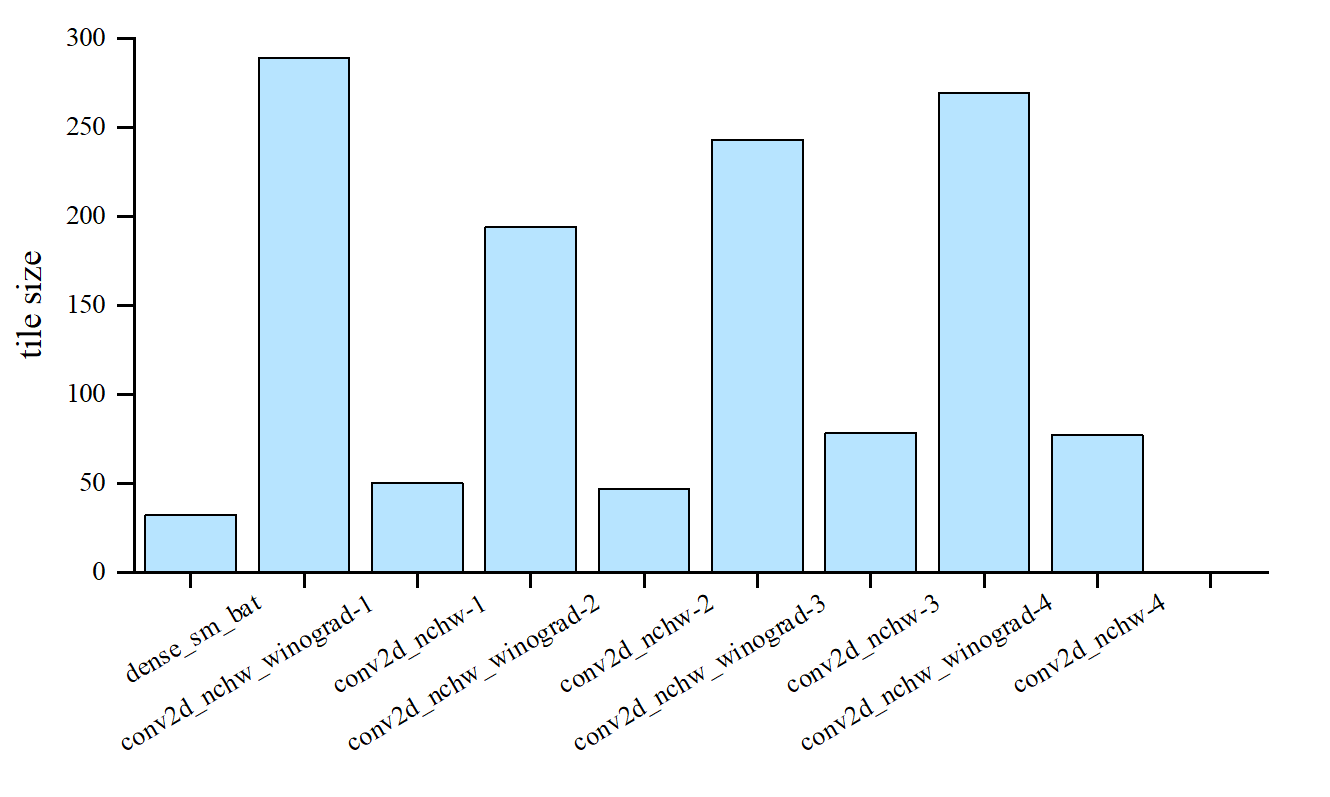 300
250
200
150
100
50
0
tile size
dense_sm_bat
conv2d_nchw_winograd-1
conv2d_nchw-1
conv2d_nchw_winograd-2
conv2d_nchw-2
conv2d_nchw_winograd-3
conv2d_nchw-3
conv2d_nchw_winograd-4
conv2d_nchw-4